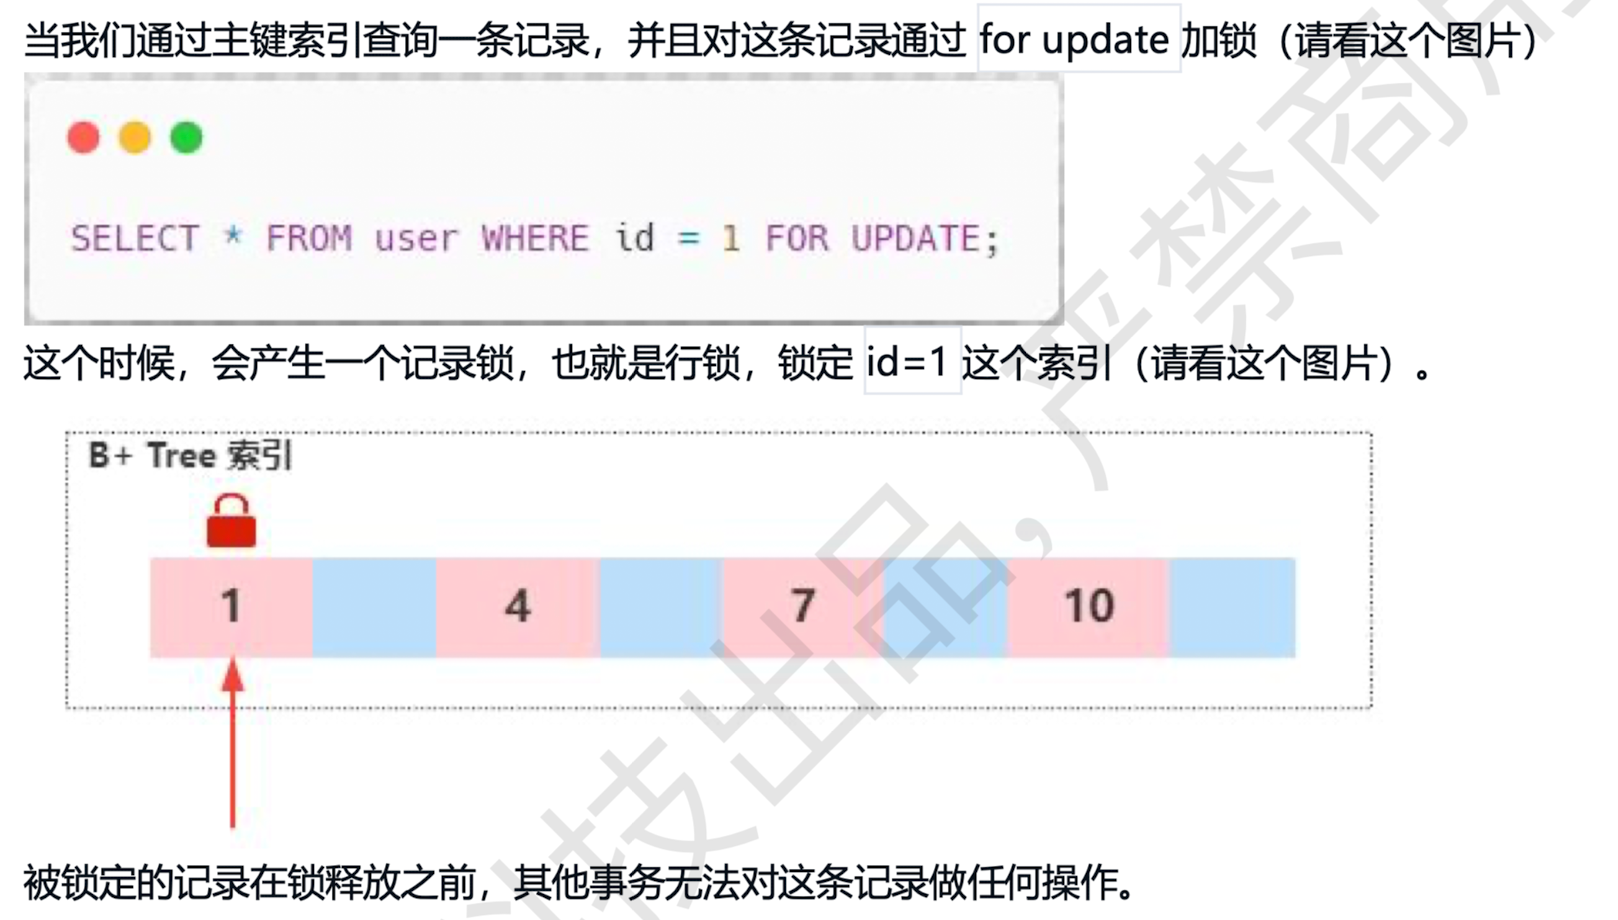 当我们通过主键索引查询一条记录，并且对这条记录通过 for update 加锁（请看这个图片）
SELECT * FROM user WHERE id = 1 FOR UPDATE;
这个时候，会产生一个记录锁，也就是行锁，锁定 id=1 这个索引（请看这个图片）。
B+ Tree 索引
1 4 7 10
被锁定的记录在锁释放之前，其他事务无法对这条记录做任何操作。
科技出品，严禁商用